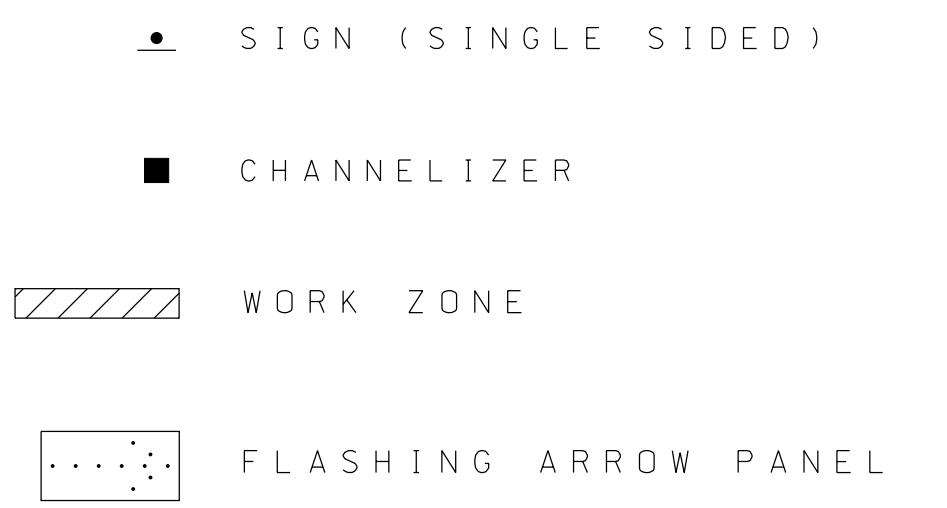 SIGN (SINGLE SIDED)
CHANNELIZER
WORK ZONE
FLASHING ARROW PANEL